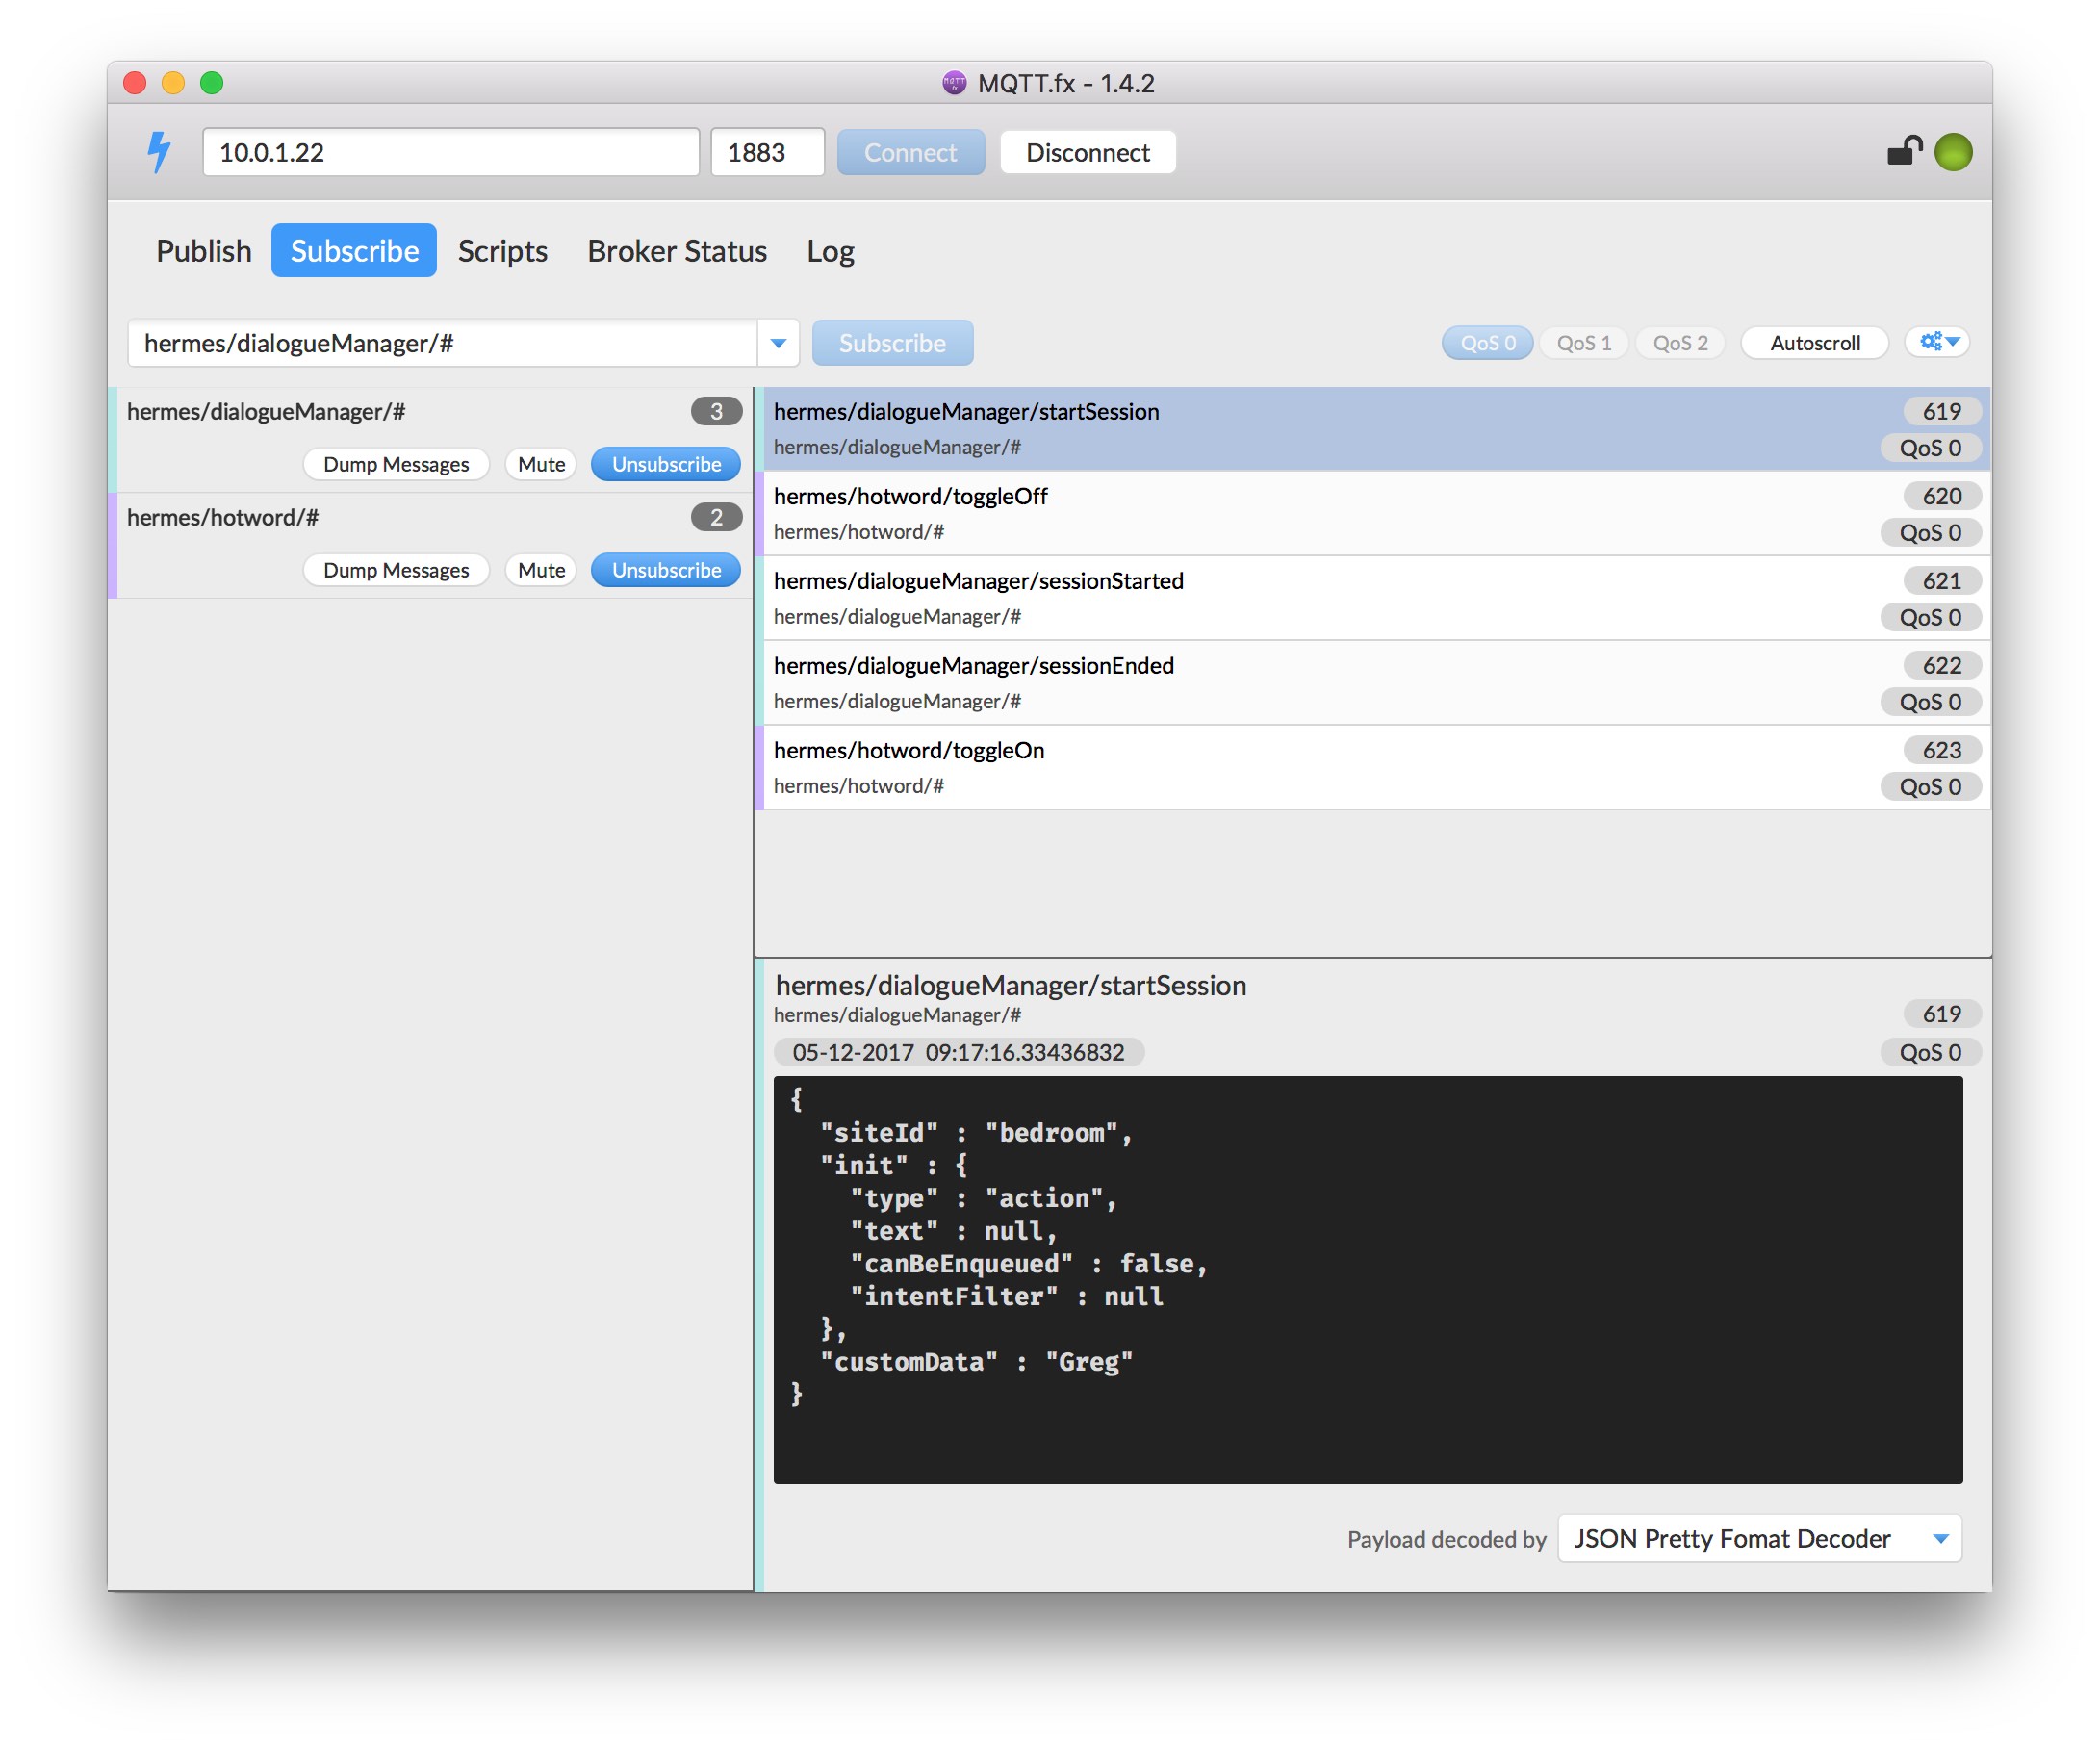 MQTT.fx - 1.4.2
10.0.1.22 1883 Connect Disconnect
Publish Subscribe Scripts Broker Status Log
hermes/dialogueManager/# Subscribe QoS 0 QoS 1 QoS 2 Autoscroll
hermes/dialogueManager/# 3
Dump Messages Mute Unsubscribe
hermes/hotword/# 2
Dump Messages Mute Unsubscribe
hermes/dialogueManager/startSession 619
hermes/dialogueManager/# QoS 0
hermes/hotword/toggleOff 620
hermes/hotword/# QoS 0
hermes/dialogueManager/sessionStarted 621
hermes/dialogueManager/# QoS 0
hermes/dialogueManager/sessionEnded 622
hermes/dialogueManager/# QoS 0
hermes/hotword/toggleOn 623
hermes/hotword/# QoS 0
hermes/dialogueManager/startSession
hermes/dialogueManager/# 619
05-12-2017 09:17:16.33436832 QoS 0
{
"siteId" : "bedroom",
"init" : {
"type" : "action",
"text" : null,
"canBeEnqueued" : false,
"intentFilter" : null
},
"customData" : "Greg"
}
Payload decoded by JSON Pretty Fomat Decoder